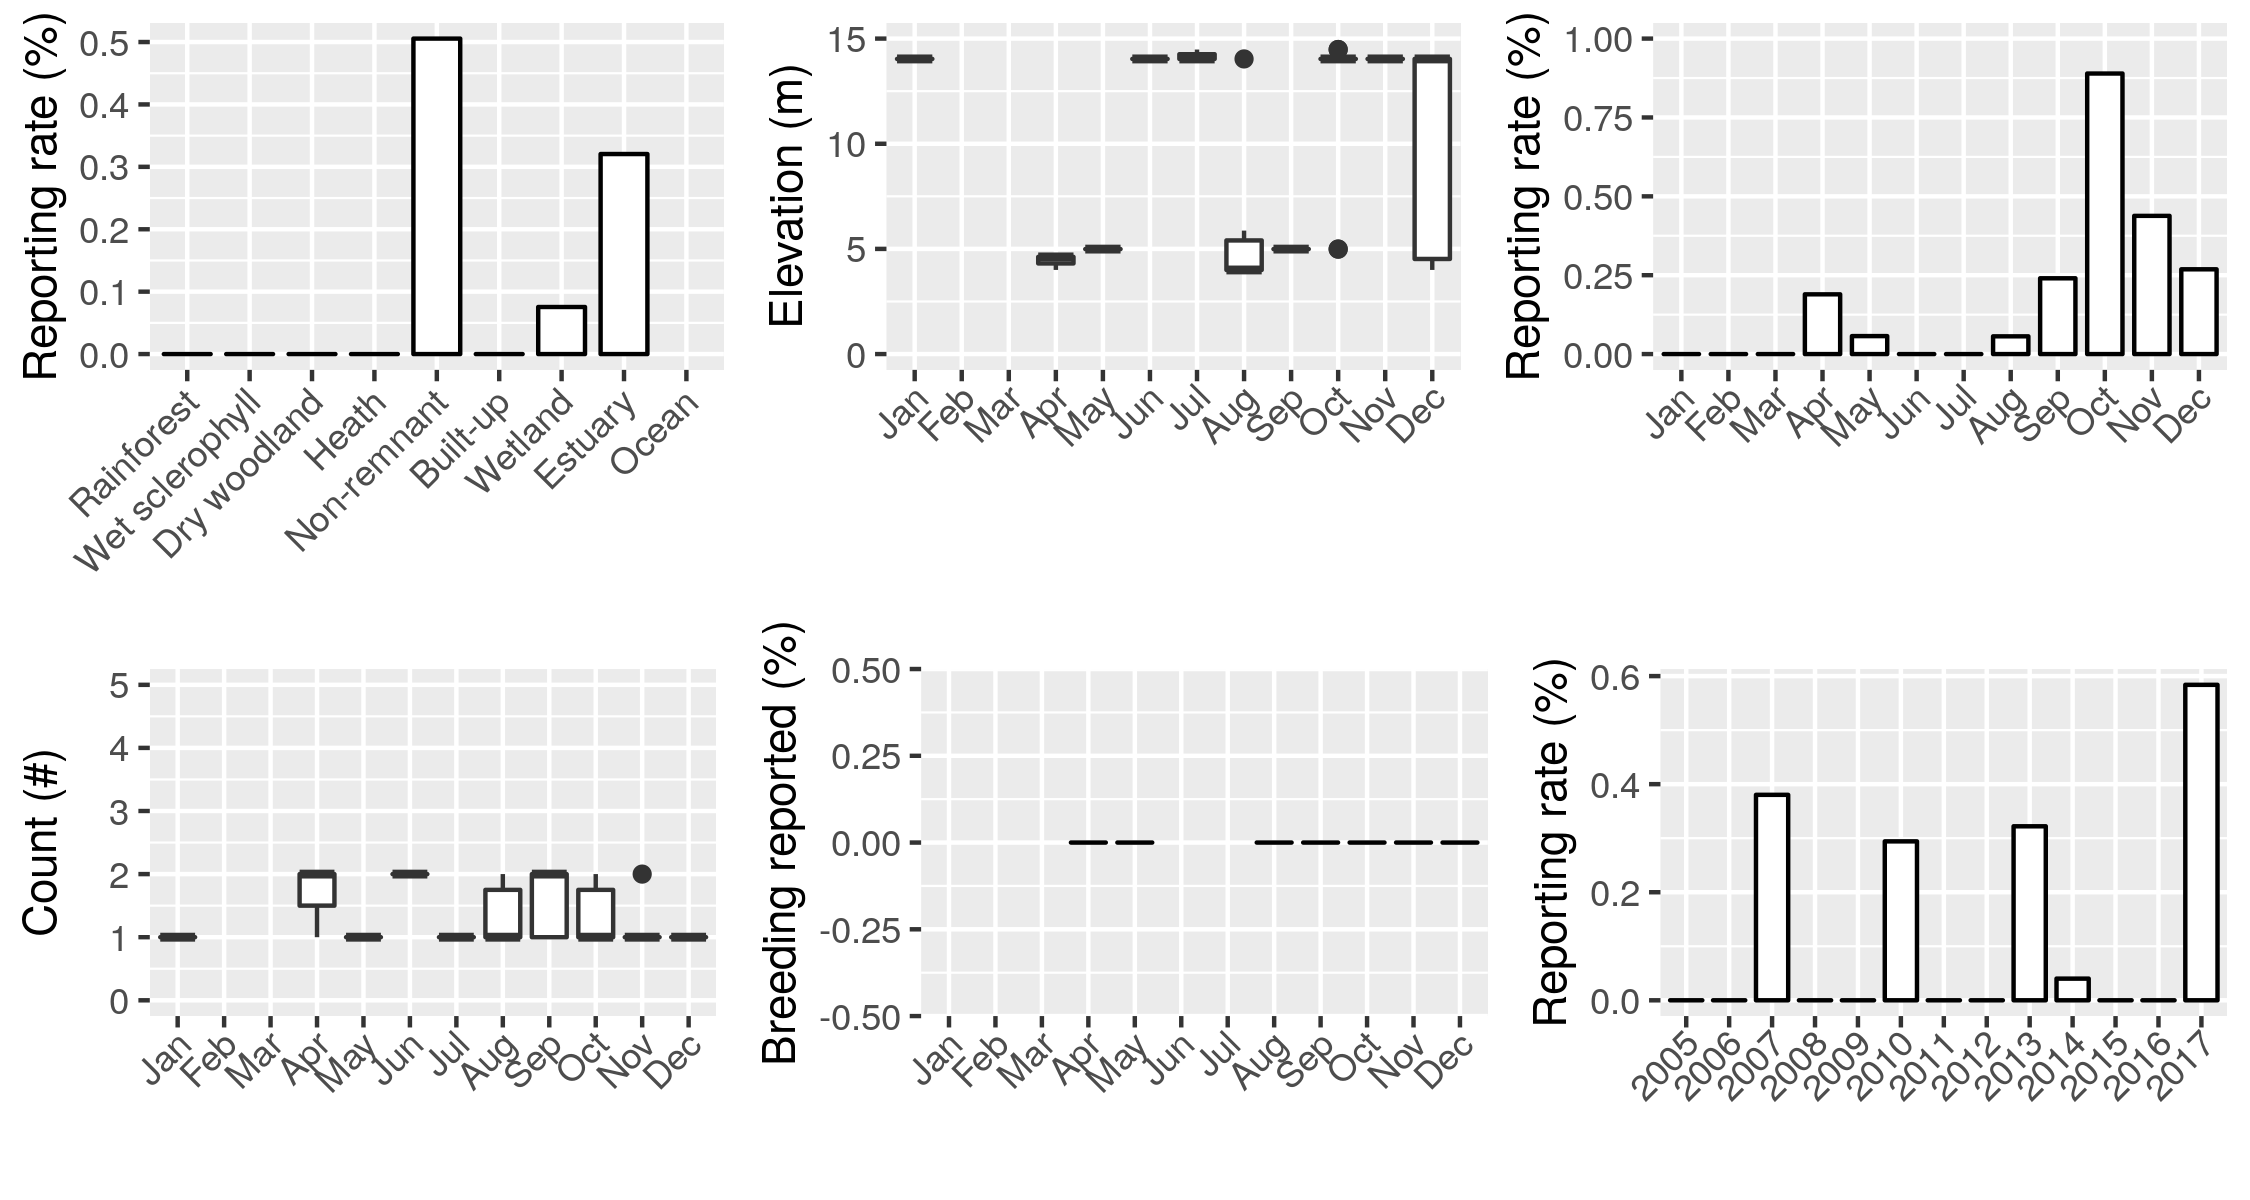 Reporting rate (%)
0.5
0.4
0.3
0.2
0.1
0.0
Rainforest
Wet sclerophyll
Dry woodland
Heath
Non-remnant
Built-up
Wetland
Estuary
Ocean
Elevation (m)
15
10
5
0
Jan
Feb
Mar
Apr
May
Jun
Jul
Aug
Sep
Oct
Nov
Dec
Reporting rate (%)
1.00
0.75
0.50
0.25
0.00
Jan
Feb
Mar
Apr
May
Jun
Jul
Aug
Sep
Oct
Nov
Dec
Count (#)
5
4
3
2
1
0
Jan
Feb
Mar
Apr
May
Jun
Jul
Aug
Sep
Oct
Nov
Dec
Breeding reported (%)
0.50
0.25
0.00
-0.25
-0.50
Jan
Feb
Mar
Apr
May
Jun
Jul
Aug
Sep
Oct
Nov
Dec
Reporting rate (%)
0.6
0.4
0.2
0.0
2005
2006
2007
2008
2009
2010
2011
2012
2013
2014
2015
2016
2017